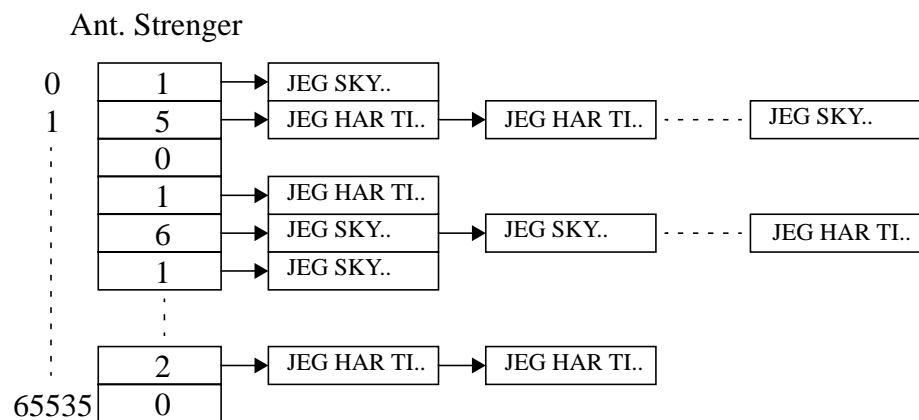 Ant. Strenger
0 1 JEG SKY..
1 5 JEG HAR TI.. JEG HAR TI.. JEG SKY..
0
1 JEG HAR TI..
6 JEG SKY.. JEG SKY.. JEG HAR TI..
1 JEG SKY..
2 JEG HAR TI.. JEG HAR TI..
65535 0